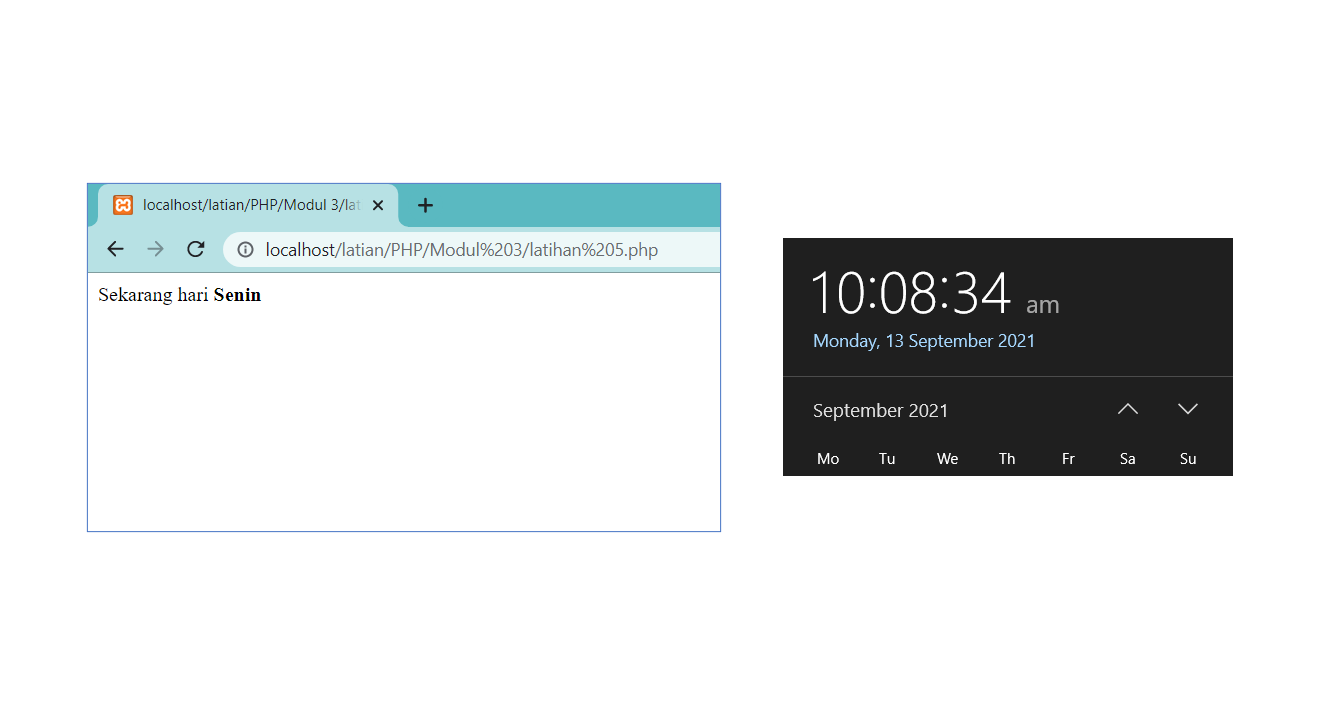 localhost/latian/PHP/Modul 3/lat
localhost/latian/PHP/Modul%203/latihan%205.php
Sekarang hari Senin
10:08:34 am
Monday, 13 September 2021
September 2021
Mo Tu We Th Fr Sa Su